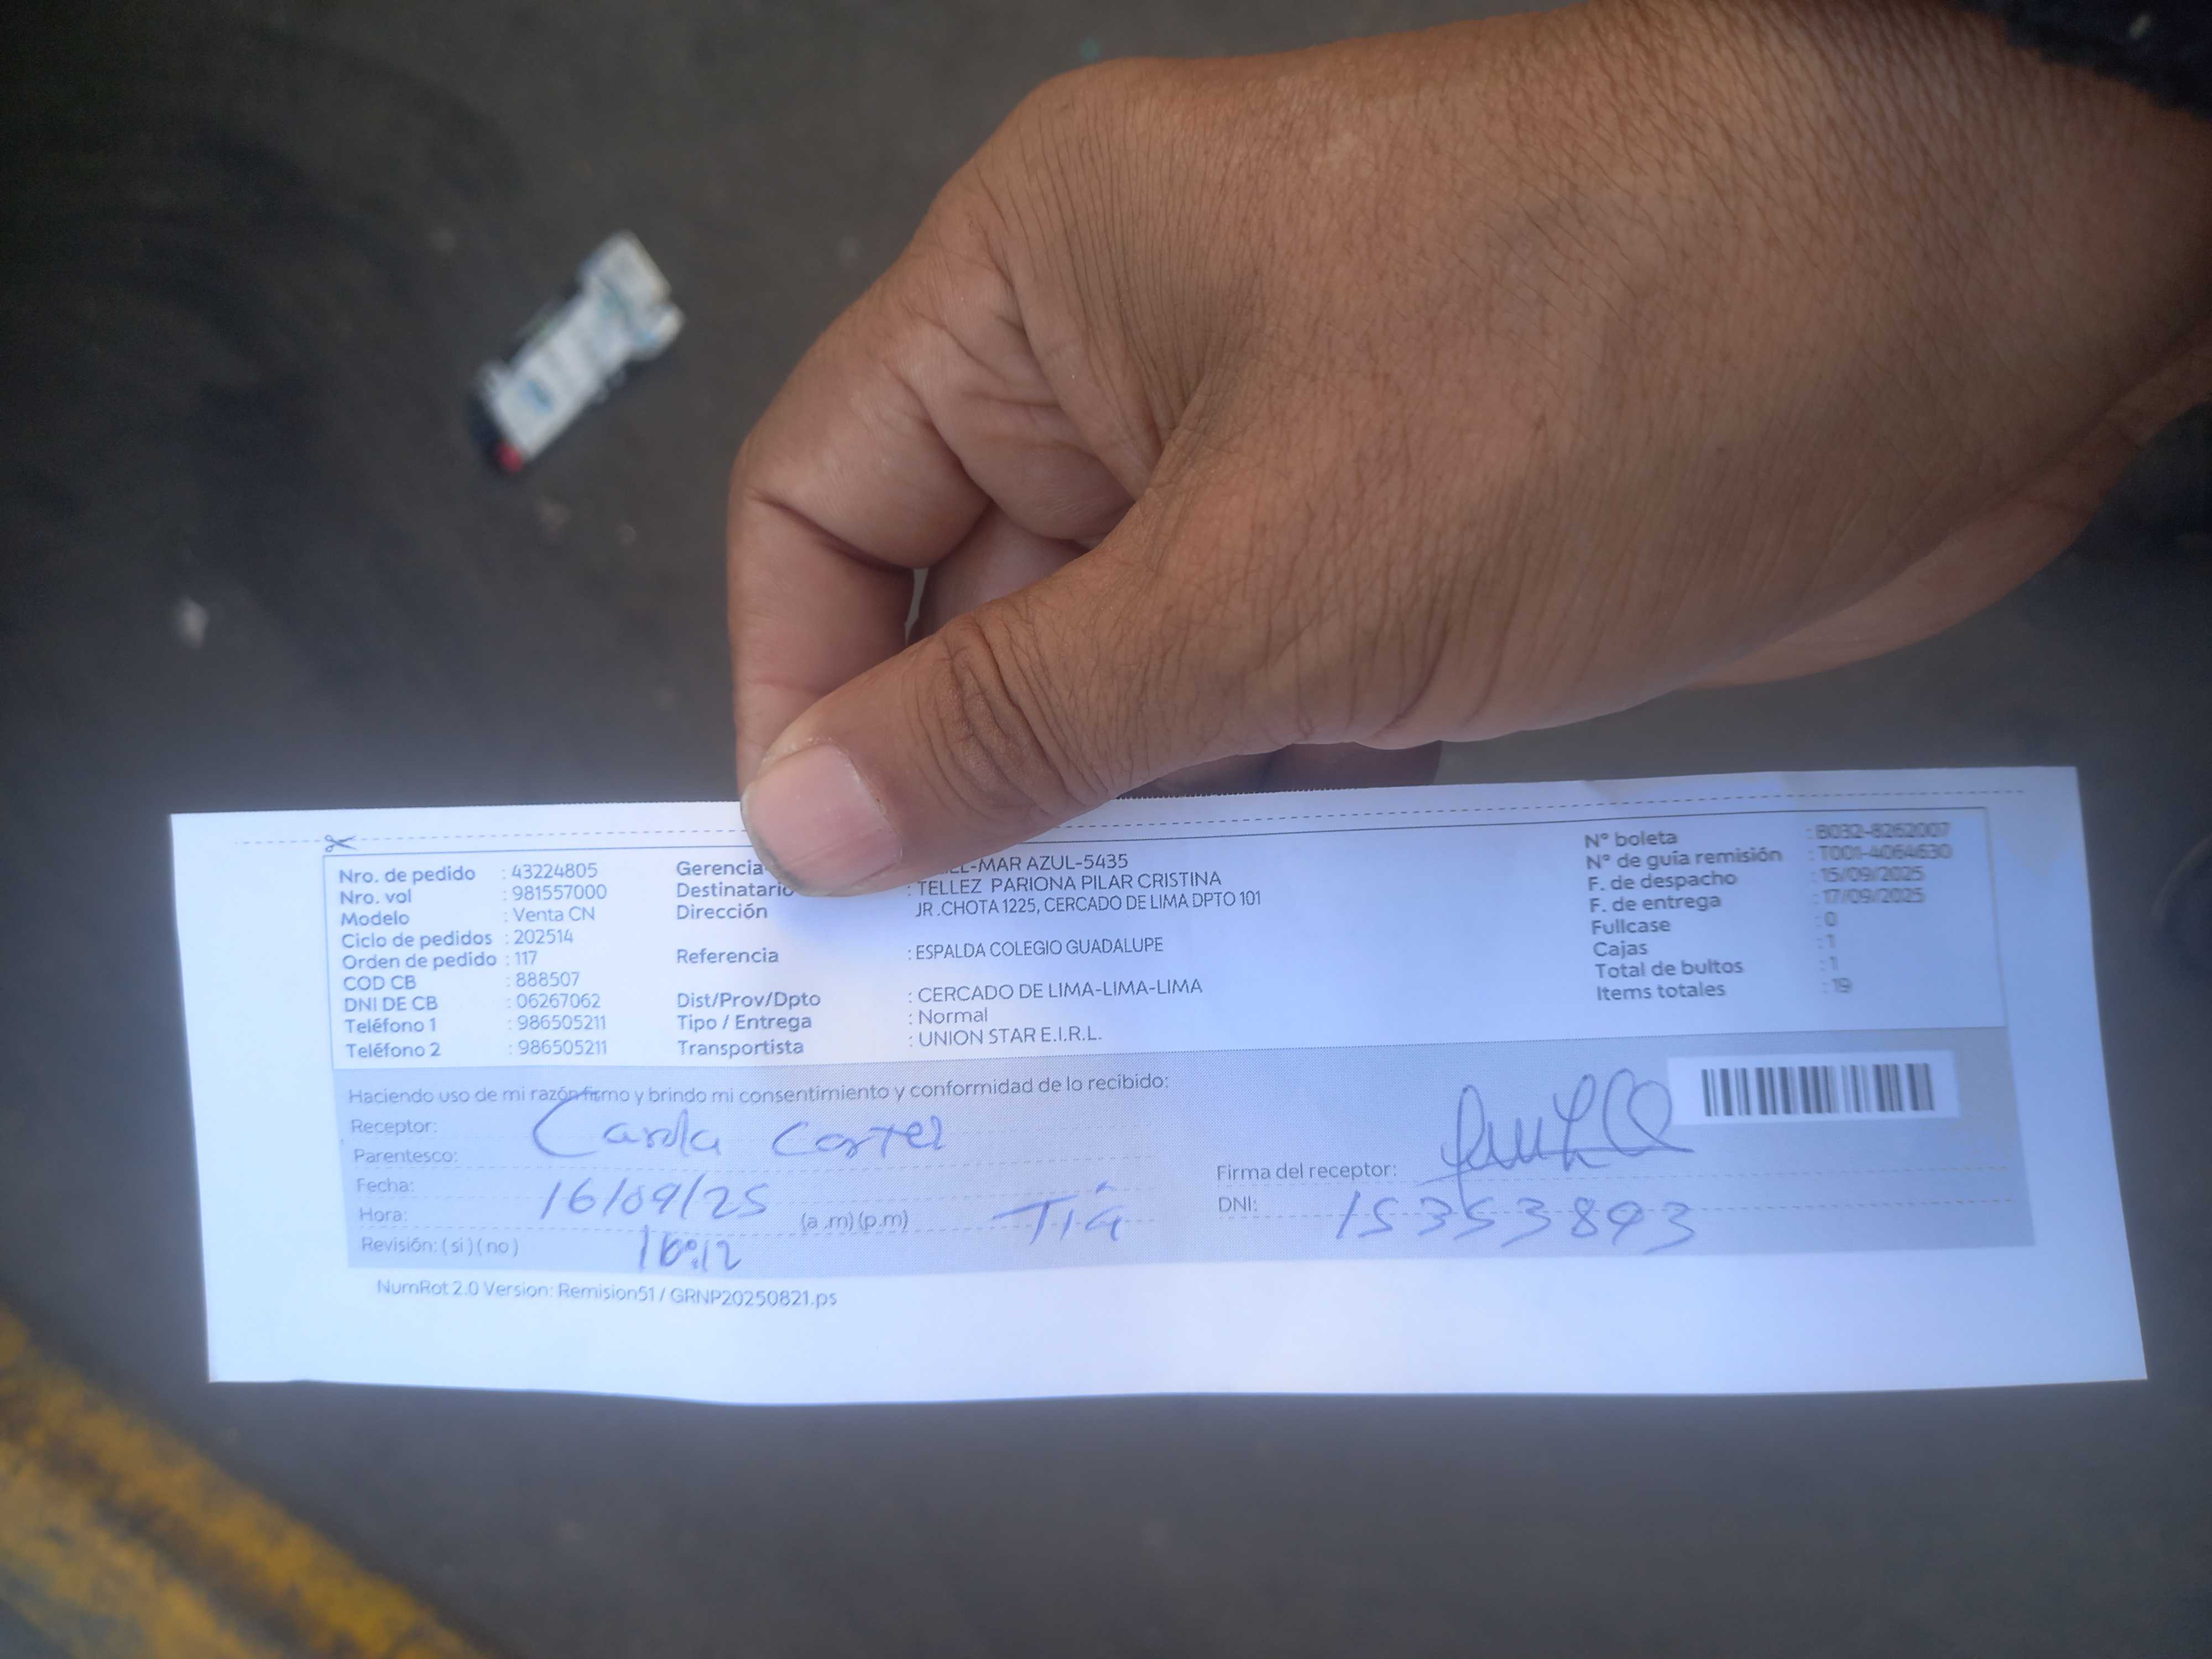 Nro. de pedido : 43224805
Nro. vol : 981557000
Modelo : Venta CN
Ciclo de pedidos : 202514
Orden de pedido : 117
COD CB : 888507
DNI DE CB : 06267062
Teléfono 1 : 986505211
Teléfono 2 : 986505211
Gerencia -MAR AZUL-5435
Destinatario : TELLEZ PARIONA PILAR CRISTINA
Dirección JR .CHOTA 1225, CERCADO DE LIMA DPTO 101
Referencia : ESPALDA COLEGIO GUADALUPE
Dist/Prov/Dpto : CERCADO DE LIMA-LIMA-LIMA
Tipo / Entrega : Normal
Transportista : UNION STAR E.I.R.L.
N° boleta : B032-8262007
N° de guía remisión : T001-4064630
F. de despacho : 15/09/2025
F. de entrega : 17/09/2025
Fullcase : 0
Cajas : 1
Total de bultos : 1
Items totales : 19
Haciendo uso de mi razón firmo y brindo mi consentimiento y conformidad de lo recibido:
Receptor: Carola
Parentesco:
Fecha: 16/09/25
Hora: (a .m) (p.m) Tía
Revisión: ( si ) ( no ) 16:12
Firma del receptor:
DNI: 15353893
NumRot 2.0 Version: Remision51 / GRNP20250821.ps